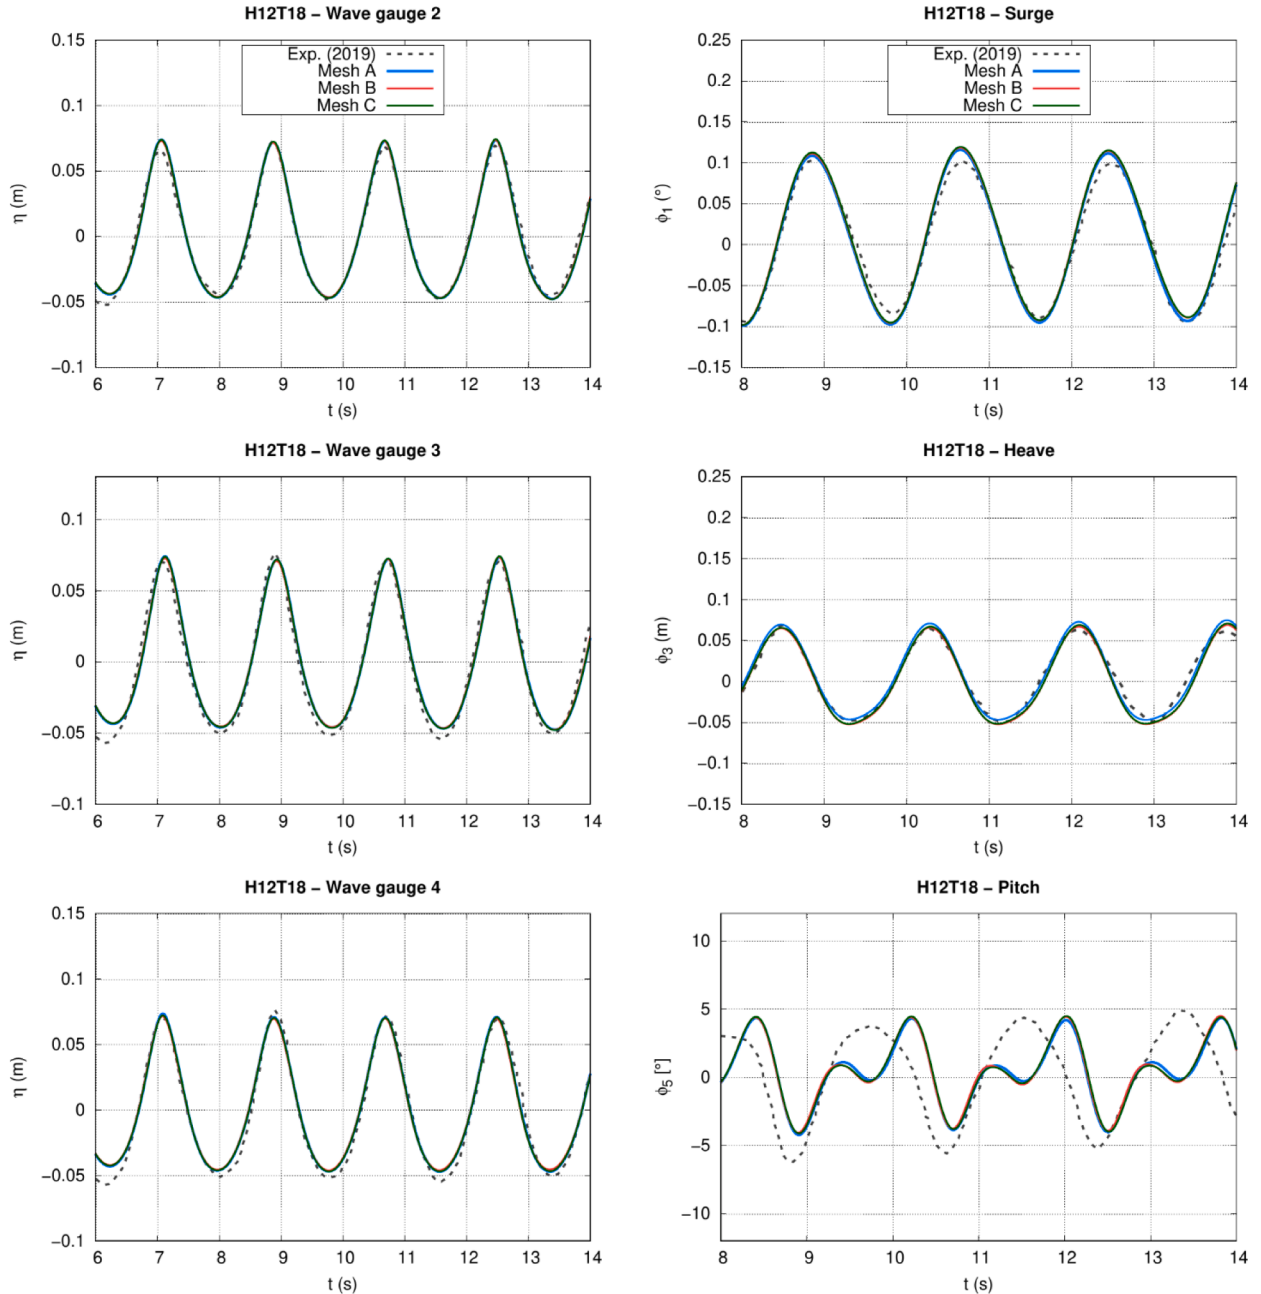 H12T18 – Wave gauge 2
Exp. (2019)
Mesh A
Mesh B
Mesh C
0.15
0.1
0.05
0
−0.05
−0.1
η (m)
6 7 8 9 10 11 12 13 14
t (s)
H12T18 – Surge
Exp. (2019)
Mesh A
Mesh B
Mesh C
0.25
0.2
0.15
0.1
0.05
0
−0.05
−0.1
−0.15
ϕ1 (°)
8 9 10 11 12 13 14
t (s)
H12T18 – Wave gauge 3
0.1
0.05
0
−0.05
−0.1
η (m)
6 7 8 9 10 11 12 13 14
t (s)
H12T18 – Heave
0.25
0.2
0.15
0.1
0.05
0
−0.05
−0.1
−0.15
ϕ3 (m)
8 9 10 11 12 13 14
t (s)
H12T18 – Wave gauge 4
0.15
0.1
0.05
0
−0.05
−0.1
η (m)
6 7 8 9 10 11 12 13 14
t (s)
H12T18 – Pitch
10
5
0
−5
−10
ϕ5 [°]
8 9 10 11 12 13 14
t (s)